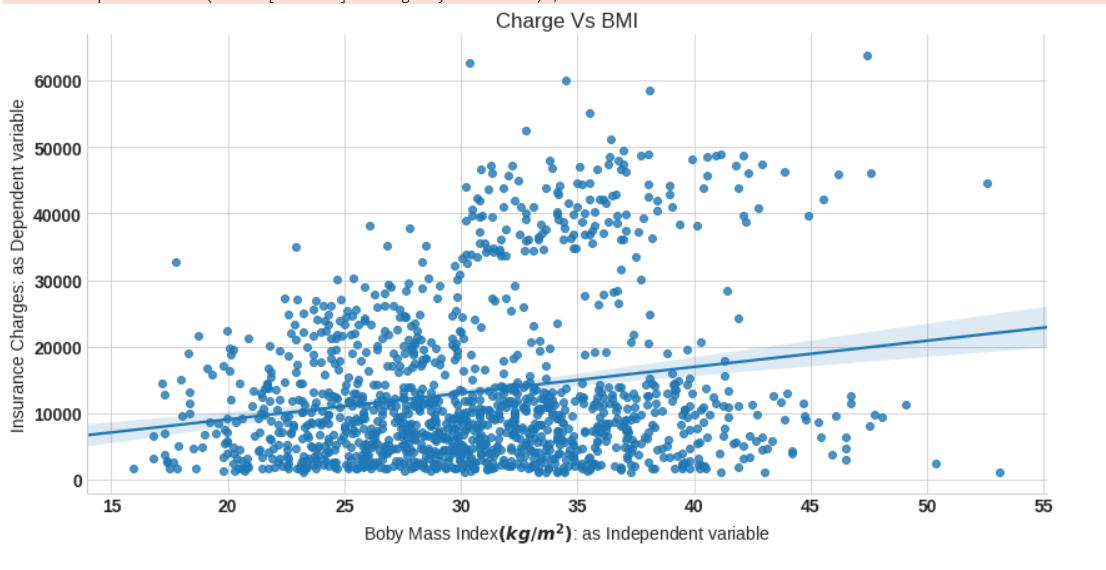 Charge Vs BMI
Insurance Charges: as Dependent variable
60000
50000
40000
30000
20000
10000
0
15 20 25 30 35 40 45 50 55
Boby Mass Index(kg/m²): as Independent variable